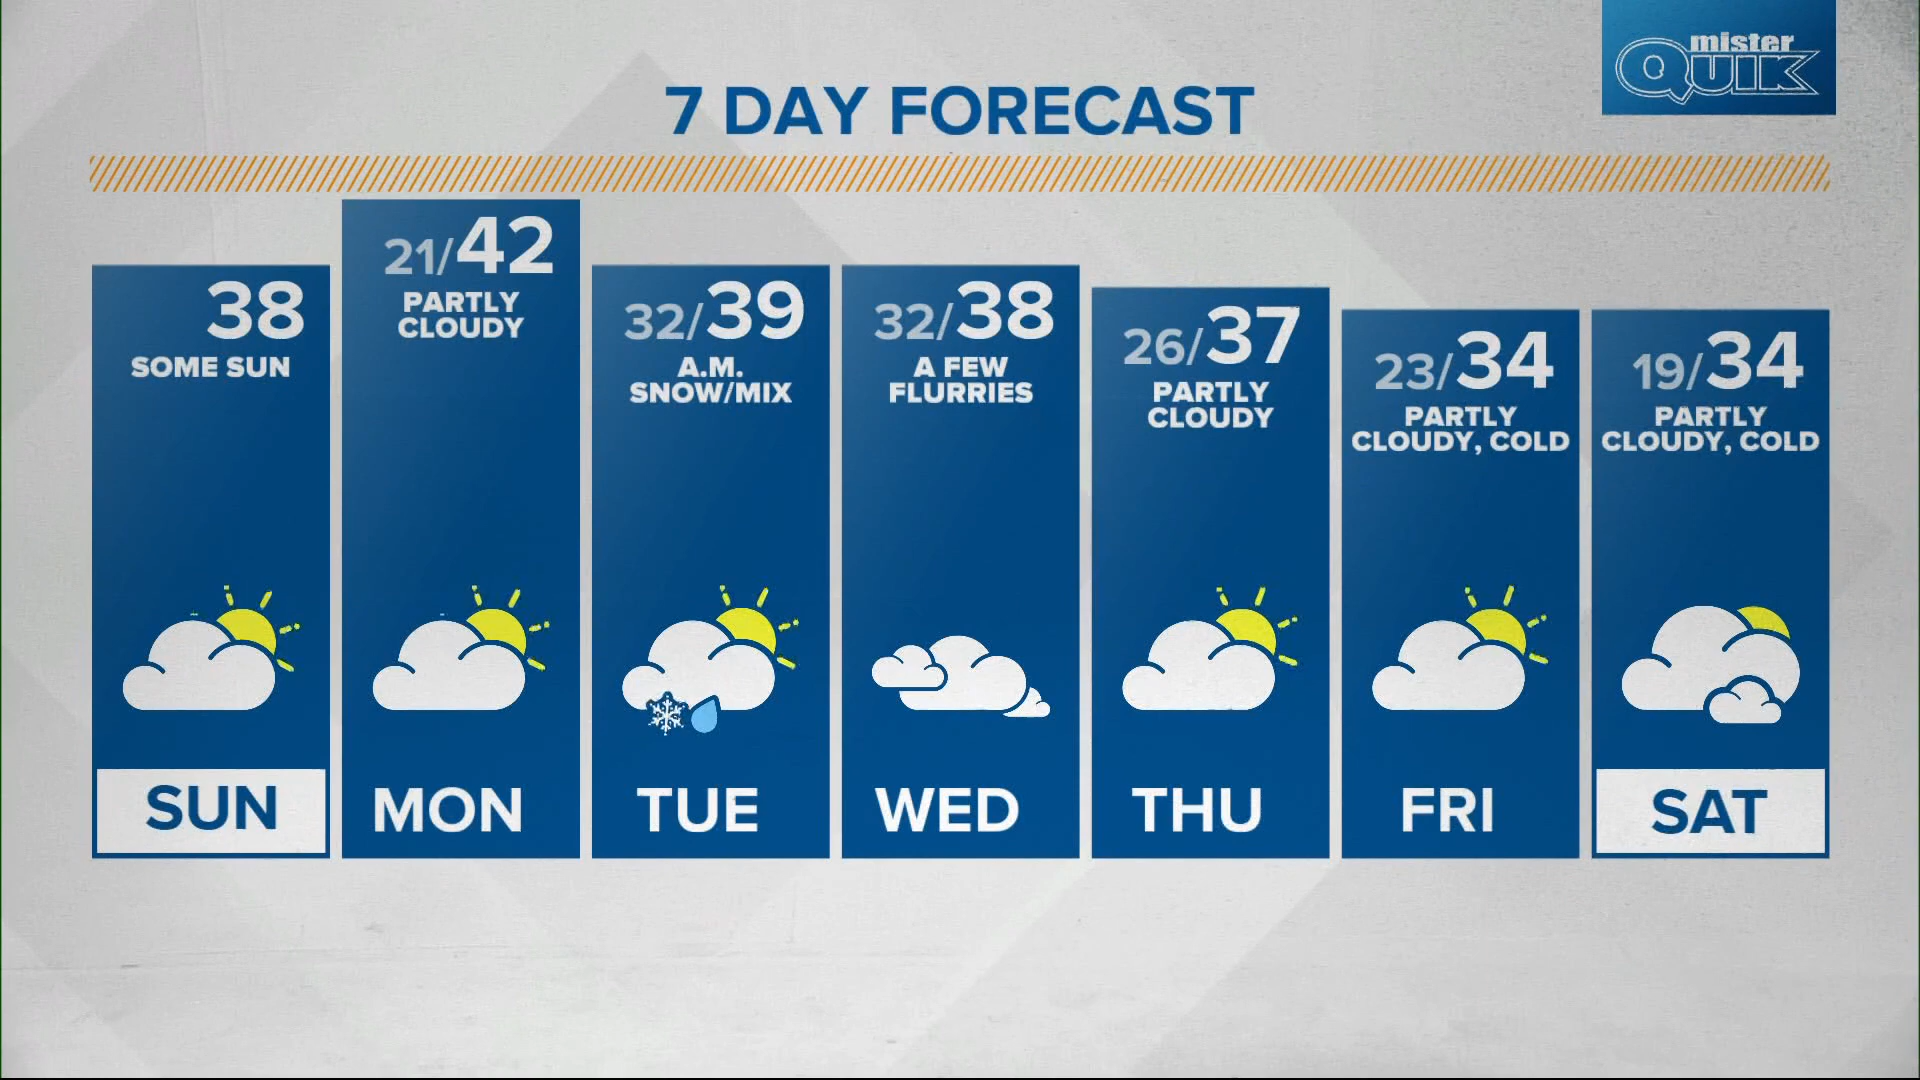 mister
QUIK
7 DAY FORECAST
38
SOME SUN
SUN
21/42
PARTLY
CLOUDY
MON
32/39
A.M.
SNOW/MIX
TUE
32/38
A FEW
FLURRIES
WED
26/37
PARTLY
CLOUDY
THU
23/34
PARTLY
CLOUDY, COLD
FRI
19/34
PARTLY
CLOUDY, COLD
SAT